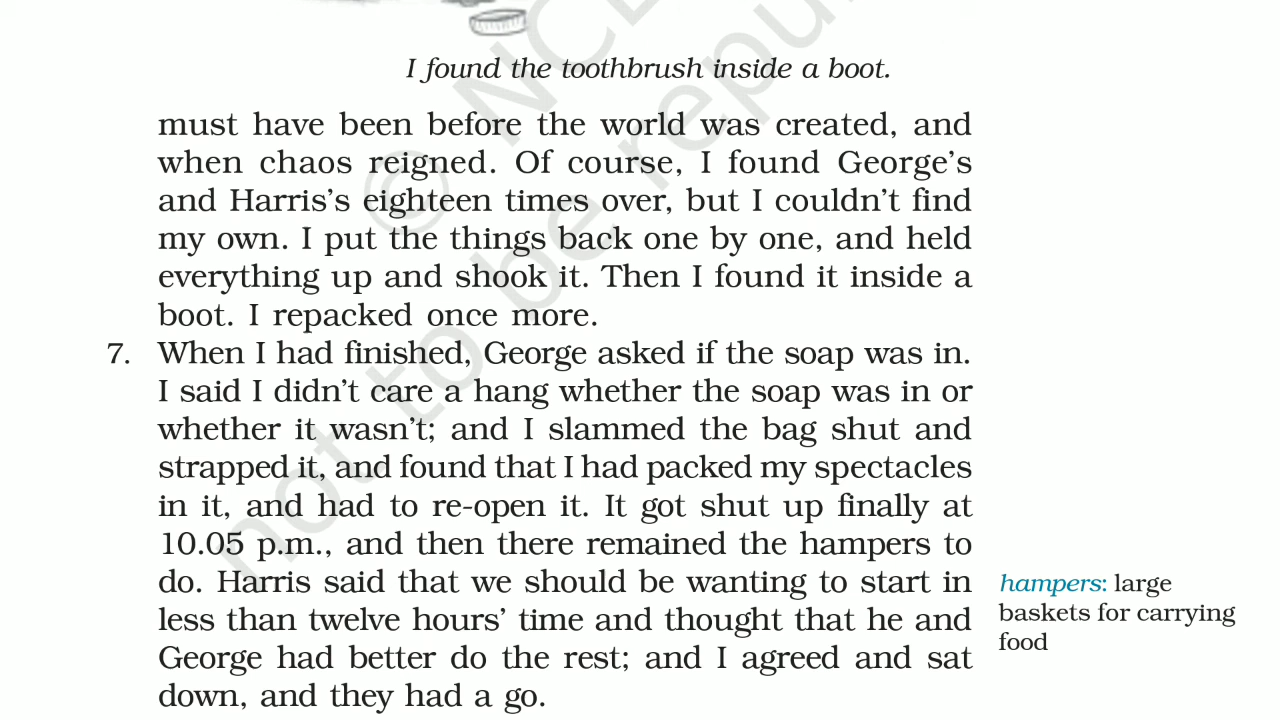 I found the toothbrush inside a boot.
must have been before the world was created, and
when chaos reigned. Of course, I found George’s
and Harris’s eighteen times over, but I couldn’t find
my own. I put the things back one by one, and held
everything up and shook it. Then I found it inside a
boot. I repacked once more.
7. When I had finished, George asked if the soap was in.
I said I didn’t care a hang whether the soap was in or
whether it wasn’t; and I slammed the bag shut and
strapped it, and found that I had packed my spectacles
in it, and had to re-open it. It got shut up finally at
10.05 p.m., and then there remained the hampers to
do. Harris said that we should be wanting to start in
less than twelve hours’ time and thought that he and
George had better do the rest; and I agreed and sat
down, and they had a go.
hampers: large
baskets for carrying
food
© NCE
not to be repu